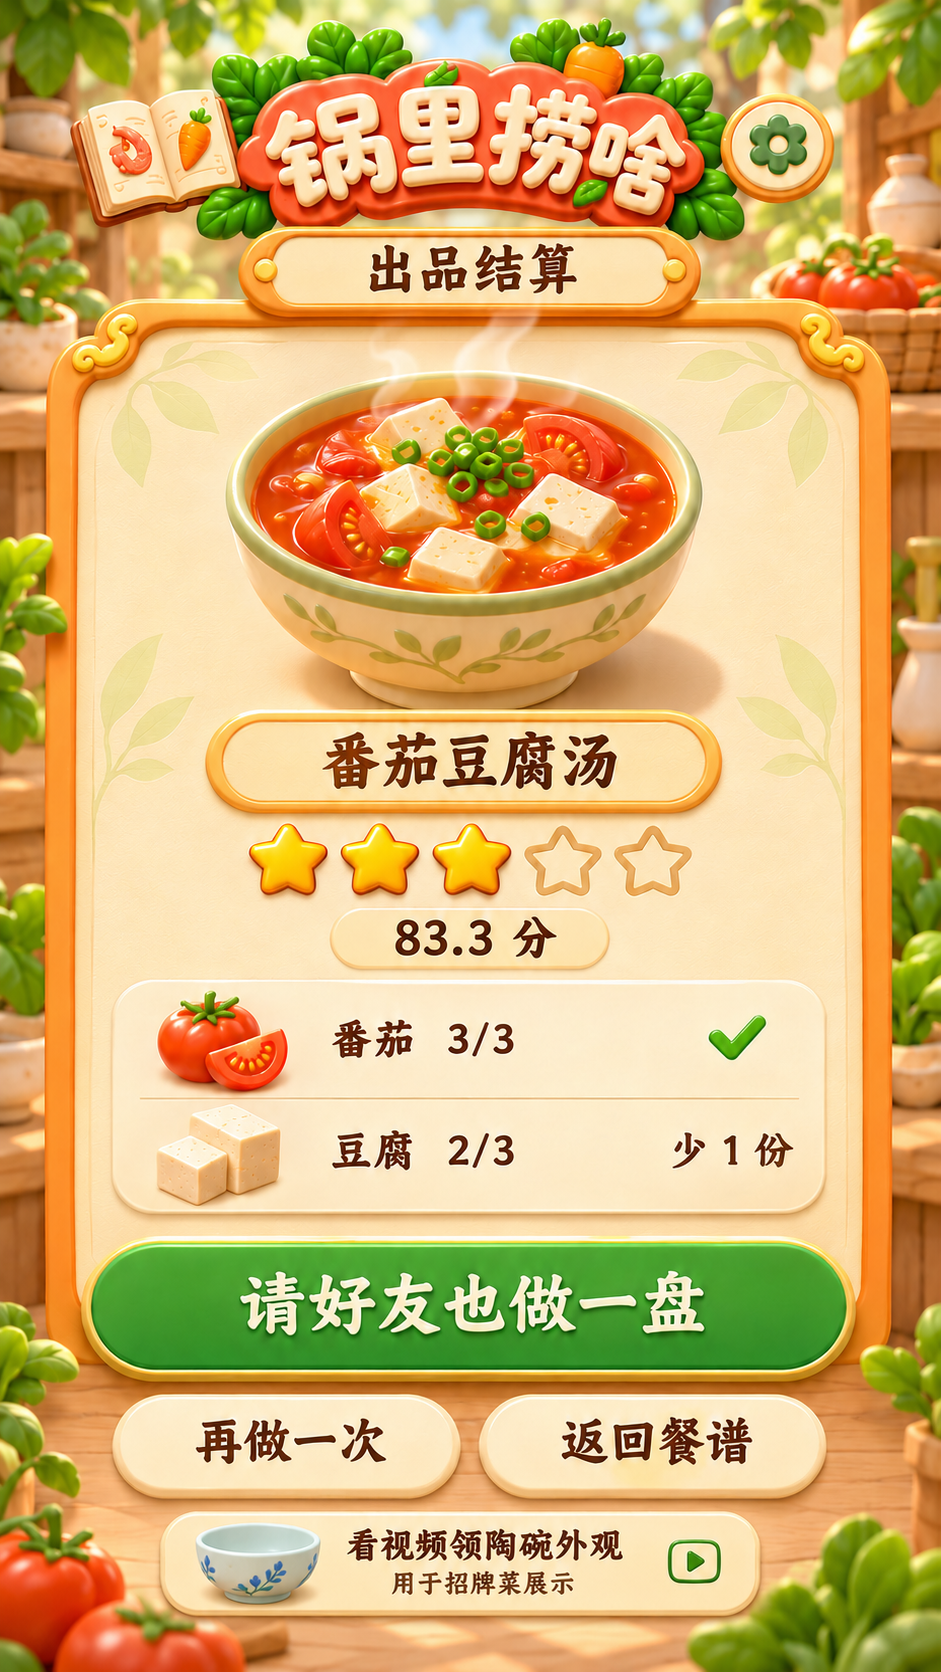 锅里捞啥
出品结算
番茄豆腐汤
83.3 分
番茄 3/3
豆腐 2/3 少 1 份
请好友也做一盘
再做一次 返回餐谱
看视频领陶碗外观
用于招牌菜展示